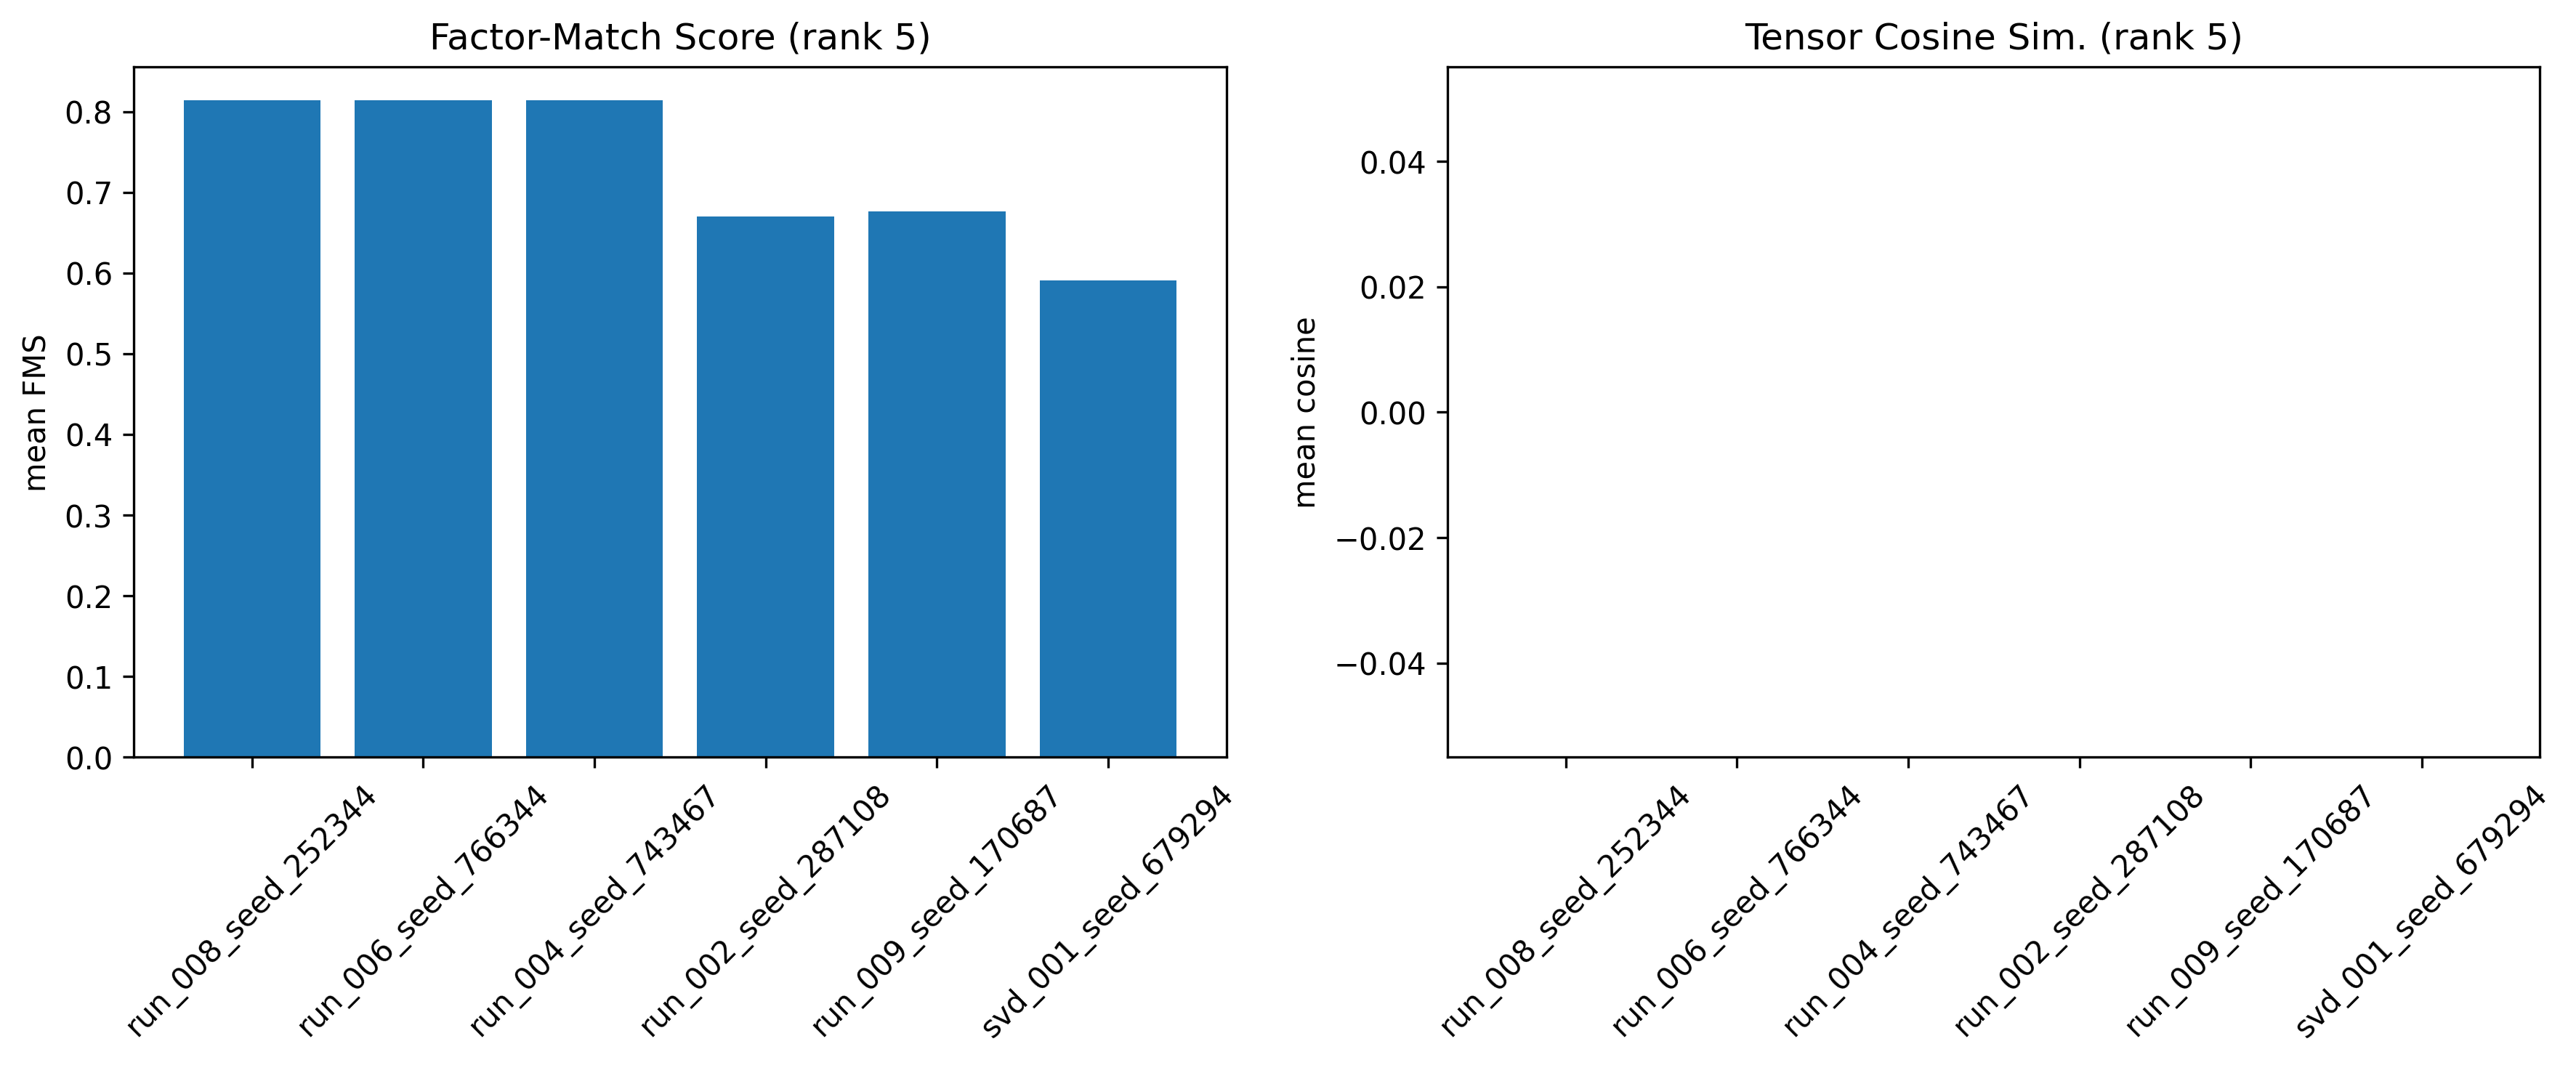 Factor-Match Score (rank 5)
mean FMS
0.8
0.7
0.6
0.5
0.4
0.3
0.2
0.1
0.0
run_008_seed_252344
run_006_seed_766344
run_004_seed_743467
run_002_seed_287108
run_009_seed_170687
svd_001_seed_679294
Tensor Cosine Sim. (rank 5)
mean cosine
0.04
0.02
0.00
−0.02
−0.04
run_008_seed_252344
run_006_seed_766344
run_004_seed_743467
run_002_seed_287108
run_009_seed_170687
svd_001_seed_679294